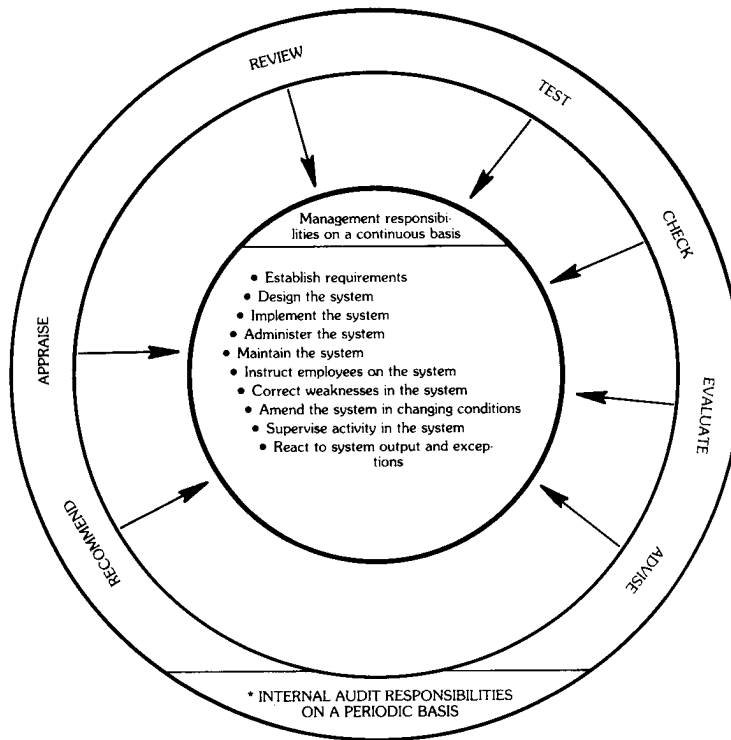 REVIEW
TEST
CHECK
EVALUATE
ADVISE
RECOMMEND
APPRAISE
Management responsibi-
lities on a continuous basis
• Establish requirements
• Design the system
• Implement the system
• Administer the system
• Maintain the system
• Instruct employees on the system
• Correct weaknesses in the system
• Amend the system in changing conditions
• Supervise activity in the system
• React to system output and excep-
tions
* INTERNAL AUDIT RESPONSIBILITIES
ON A PERIODIC BASIS